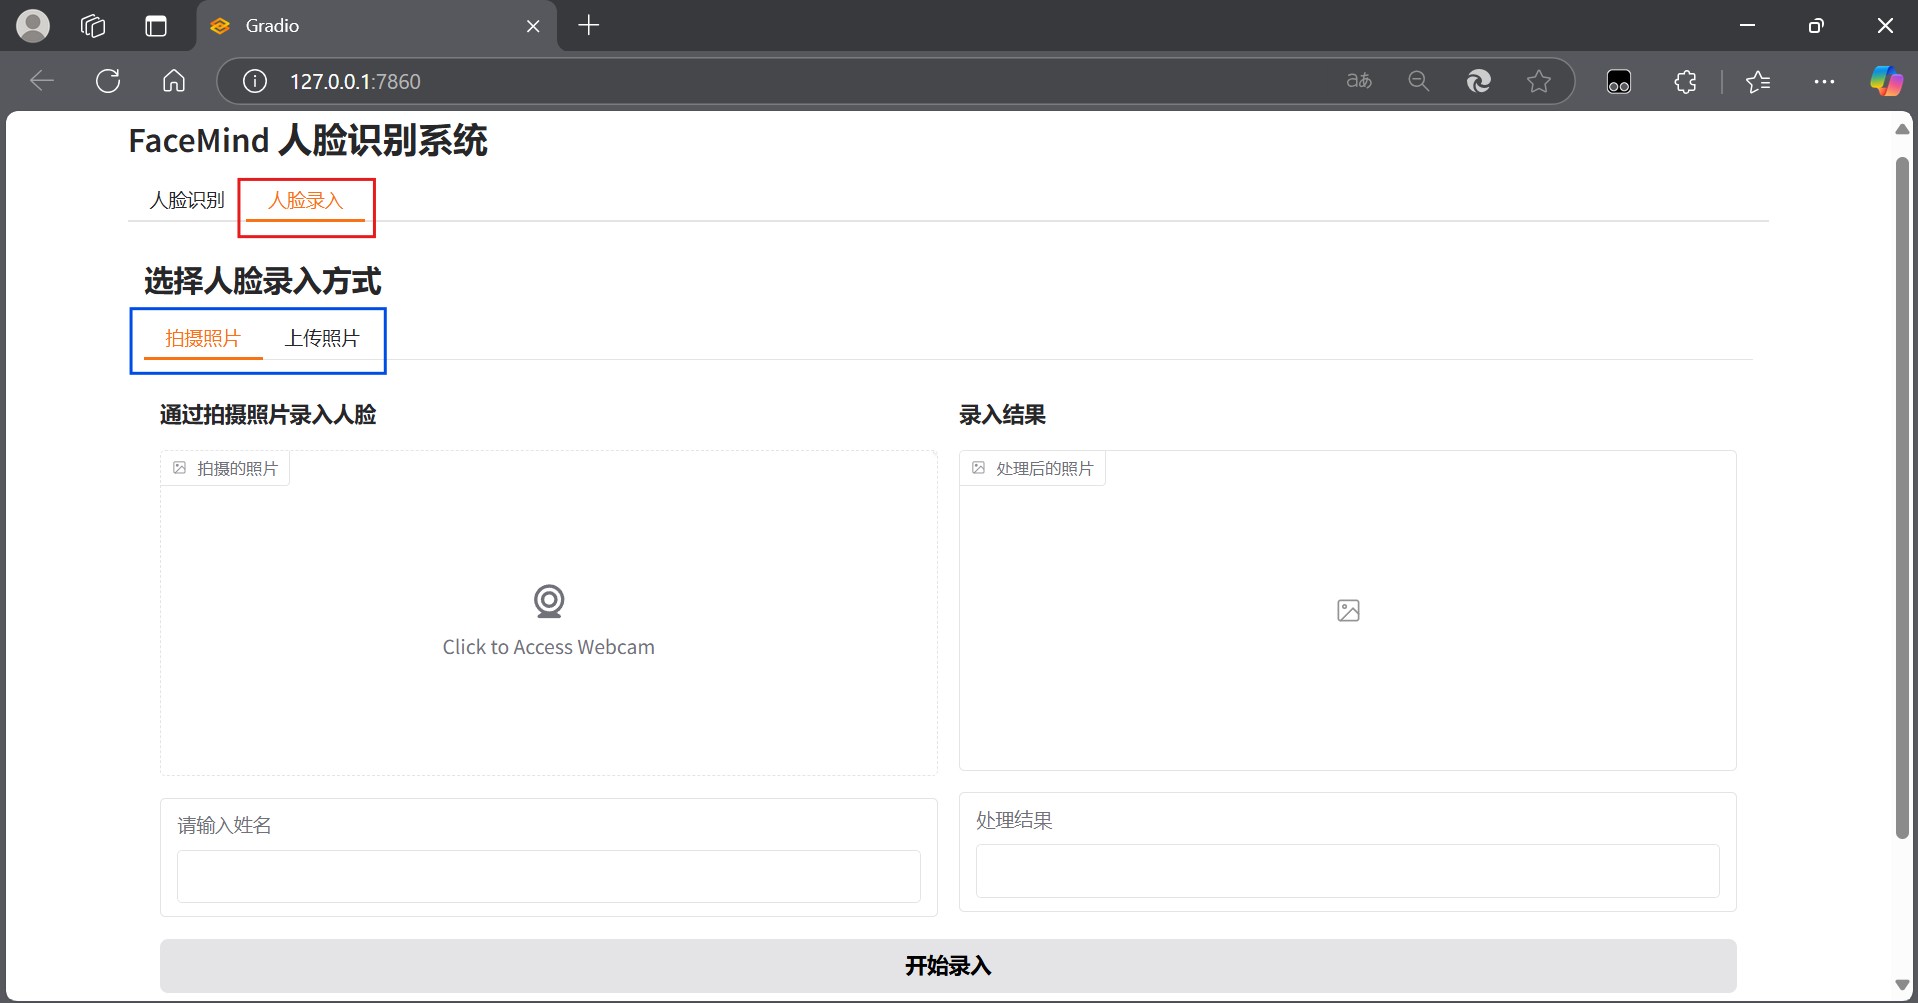 Gradio
127.0.0.1:7860
aあ
FaceMind 人脸识别系统
人脸识别 人脸录入
选择人脸录入方式
拍摄照片 上传照片
通过拍摄照片录入人脸
录入结果
拍摄的照片
处理后的照片
Click to Access Webcam
请输入姓名
处理结果
开始录入